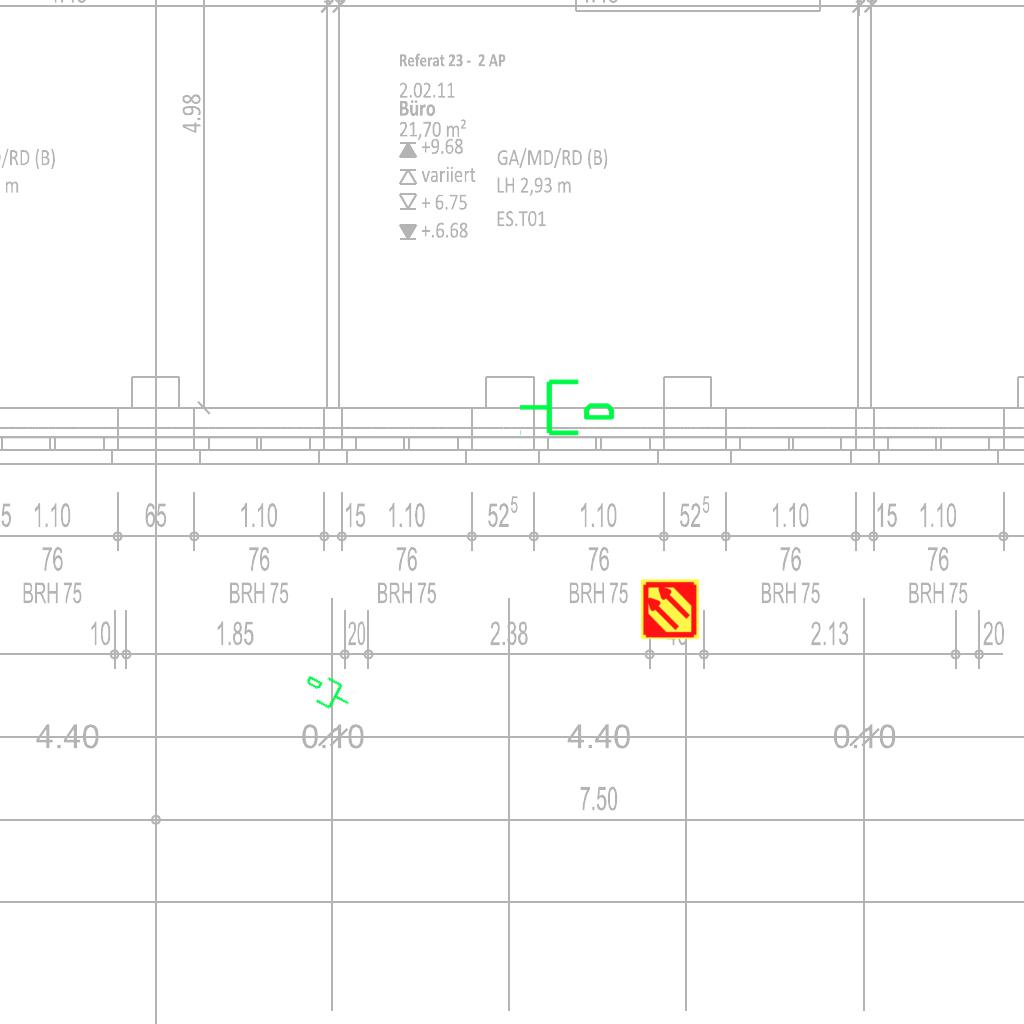 Referat 23 - 2 AP
2.02.11
Büro
21,70 m²
+9.68
variiert
+ 6.75
+.6.68
GA/MD/RD (B)
LH 2,93 m
ES.T01
4.98
/RD (B)
m
5 1.10 65 1.10 15 1.10 52⁵ 1.10 52⁵ 1.10 15 1.10
76 76 76 76 76 76
BRH 75 BRH 75 BRH 75 BRH 75 BRH 75 BRH 75
10 1.85 20 2.38 2.13 20
4.40 0.10 4.40 0.10
7.50